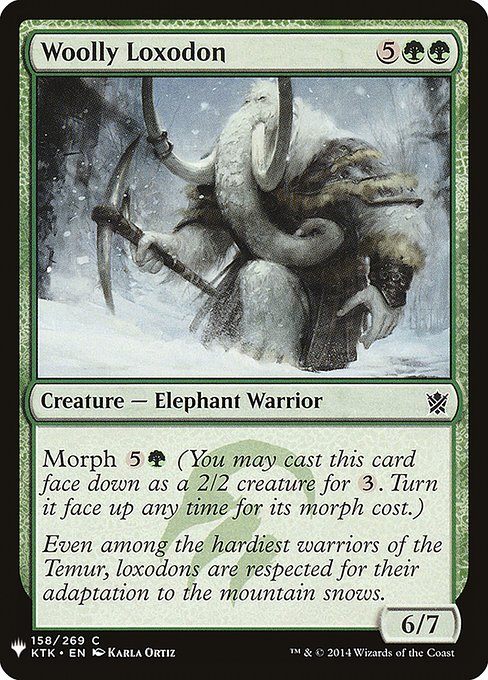 Woolly Loxodon 5
Creature — Elephant Warrior
Morph 5 (You may cast this card
face down as a 2/2 creature for 3. Turn
it face up any time for its morph cost.)
Even among the hardiest warriors of the
Temur, loxodons are respected for their
adaptation to the mountain snows.
6/7
158/269 C
KTK • EN Karla Ortiz
™ & © 2014 Wizards of the Coast